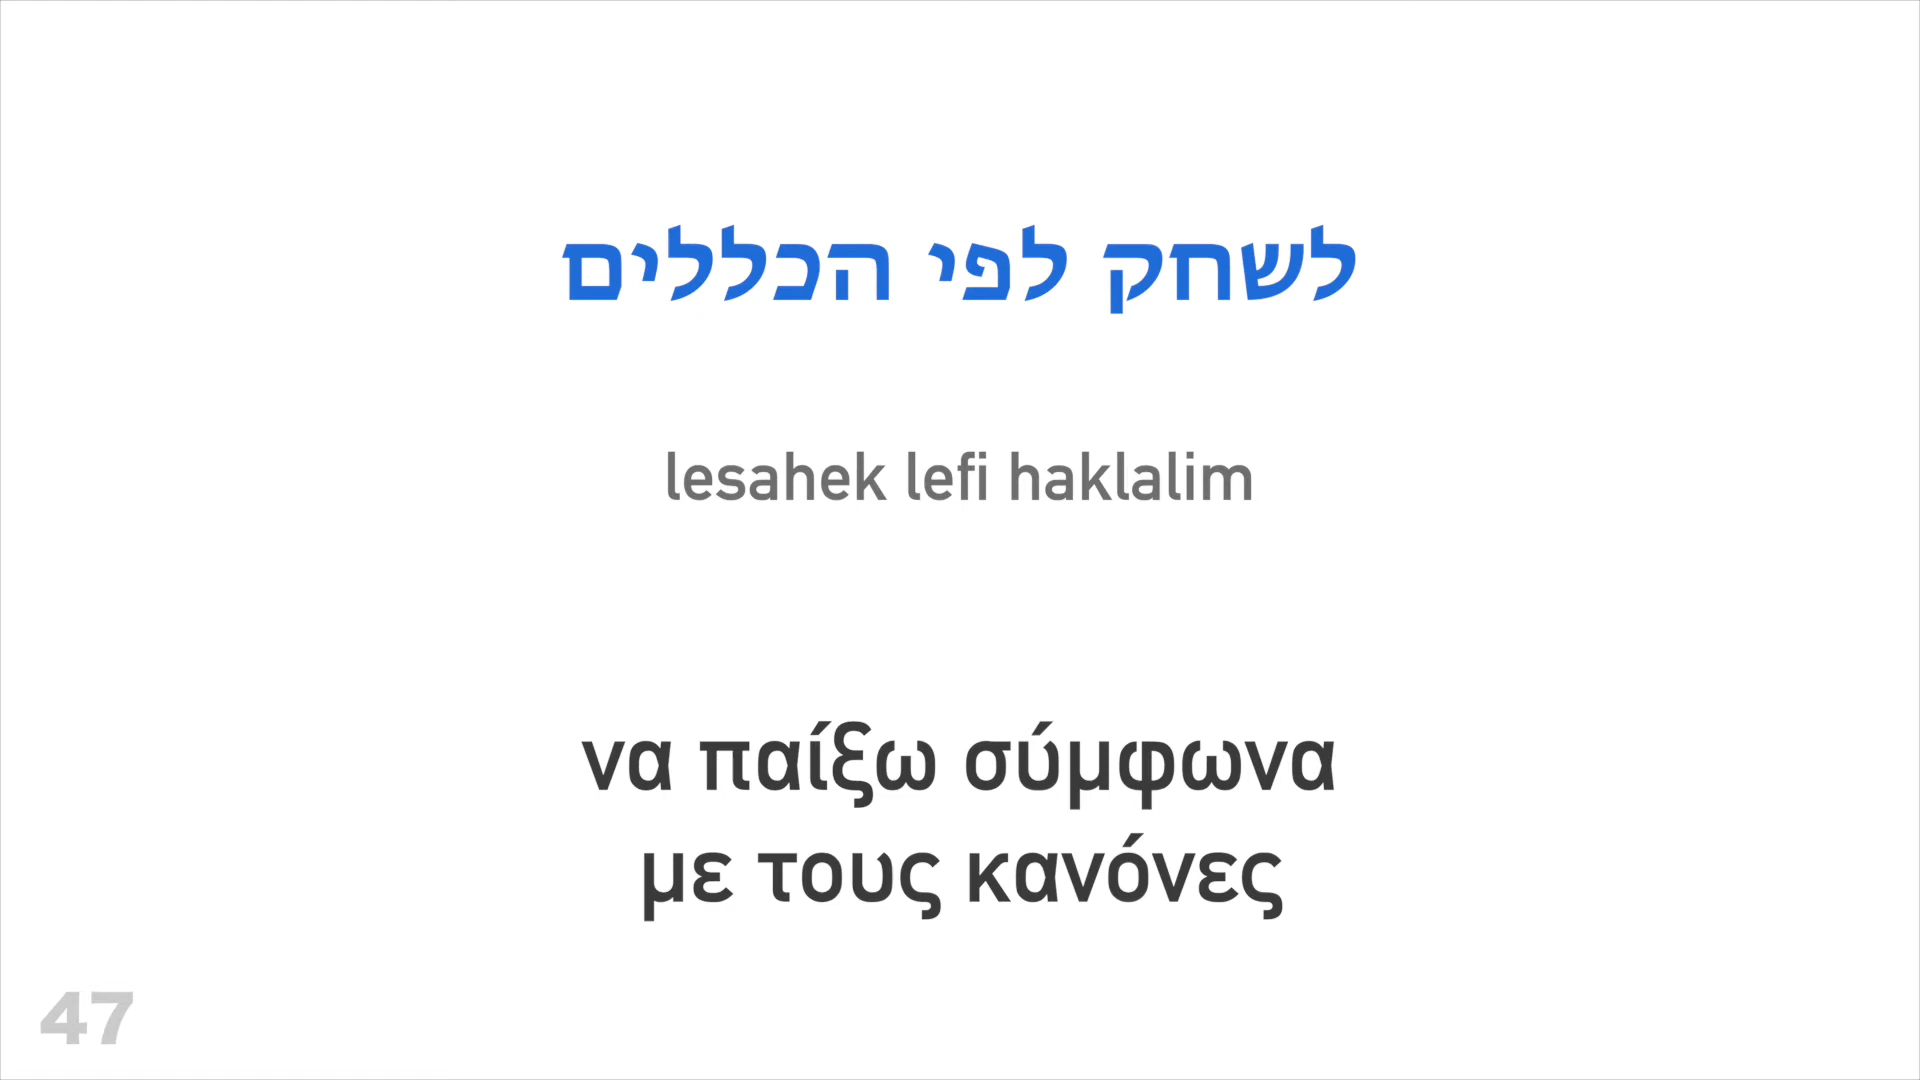 לשחק לפי הכללים
lesahek lefi haklalim
να παίξω σύμφωνα
με τους κανόνες
47